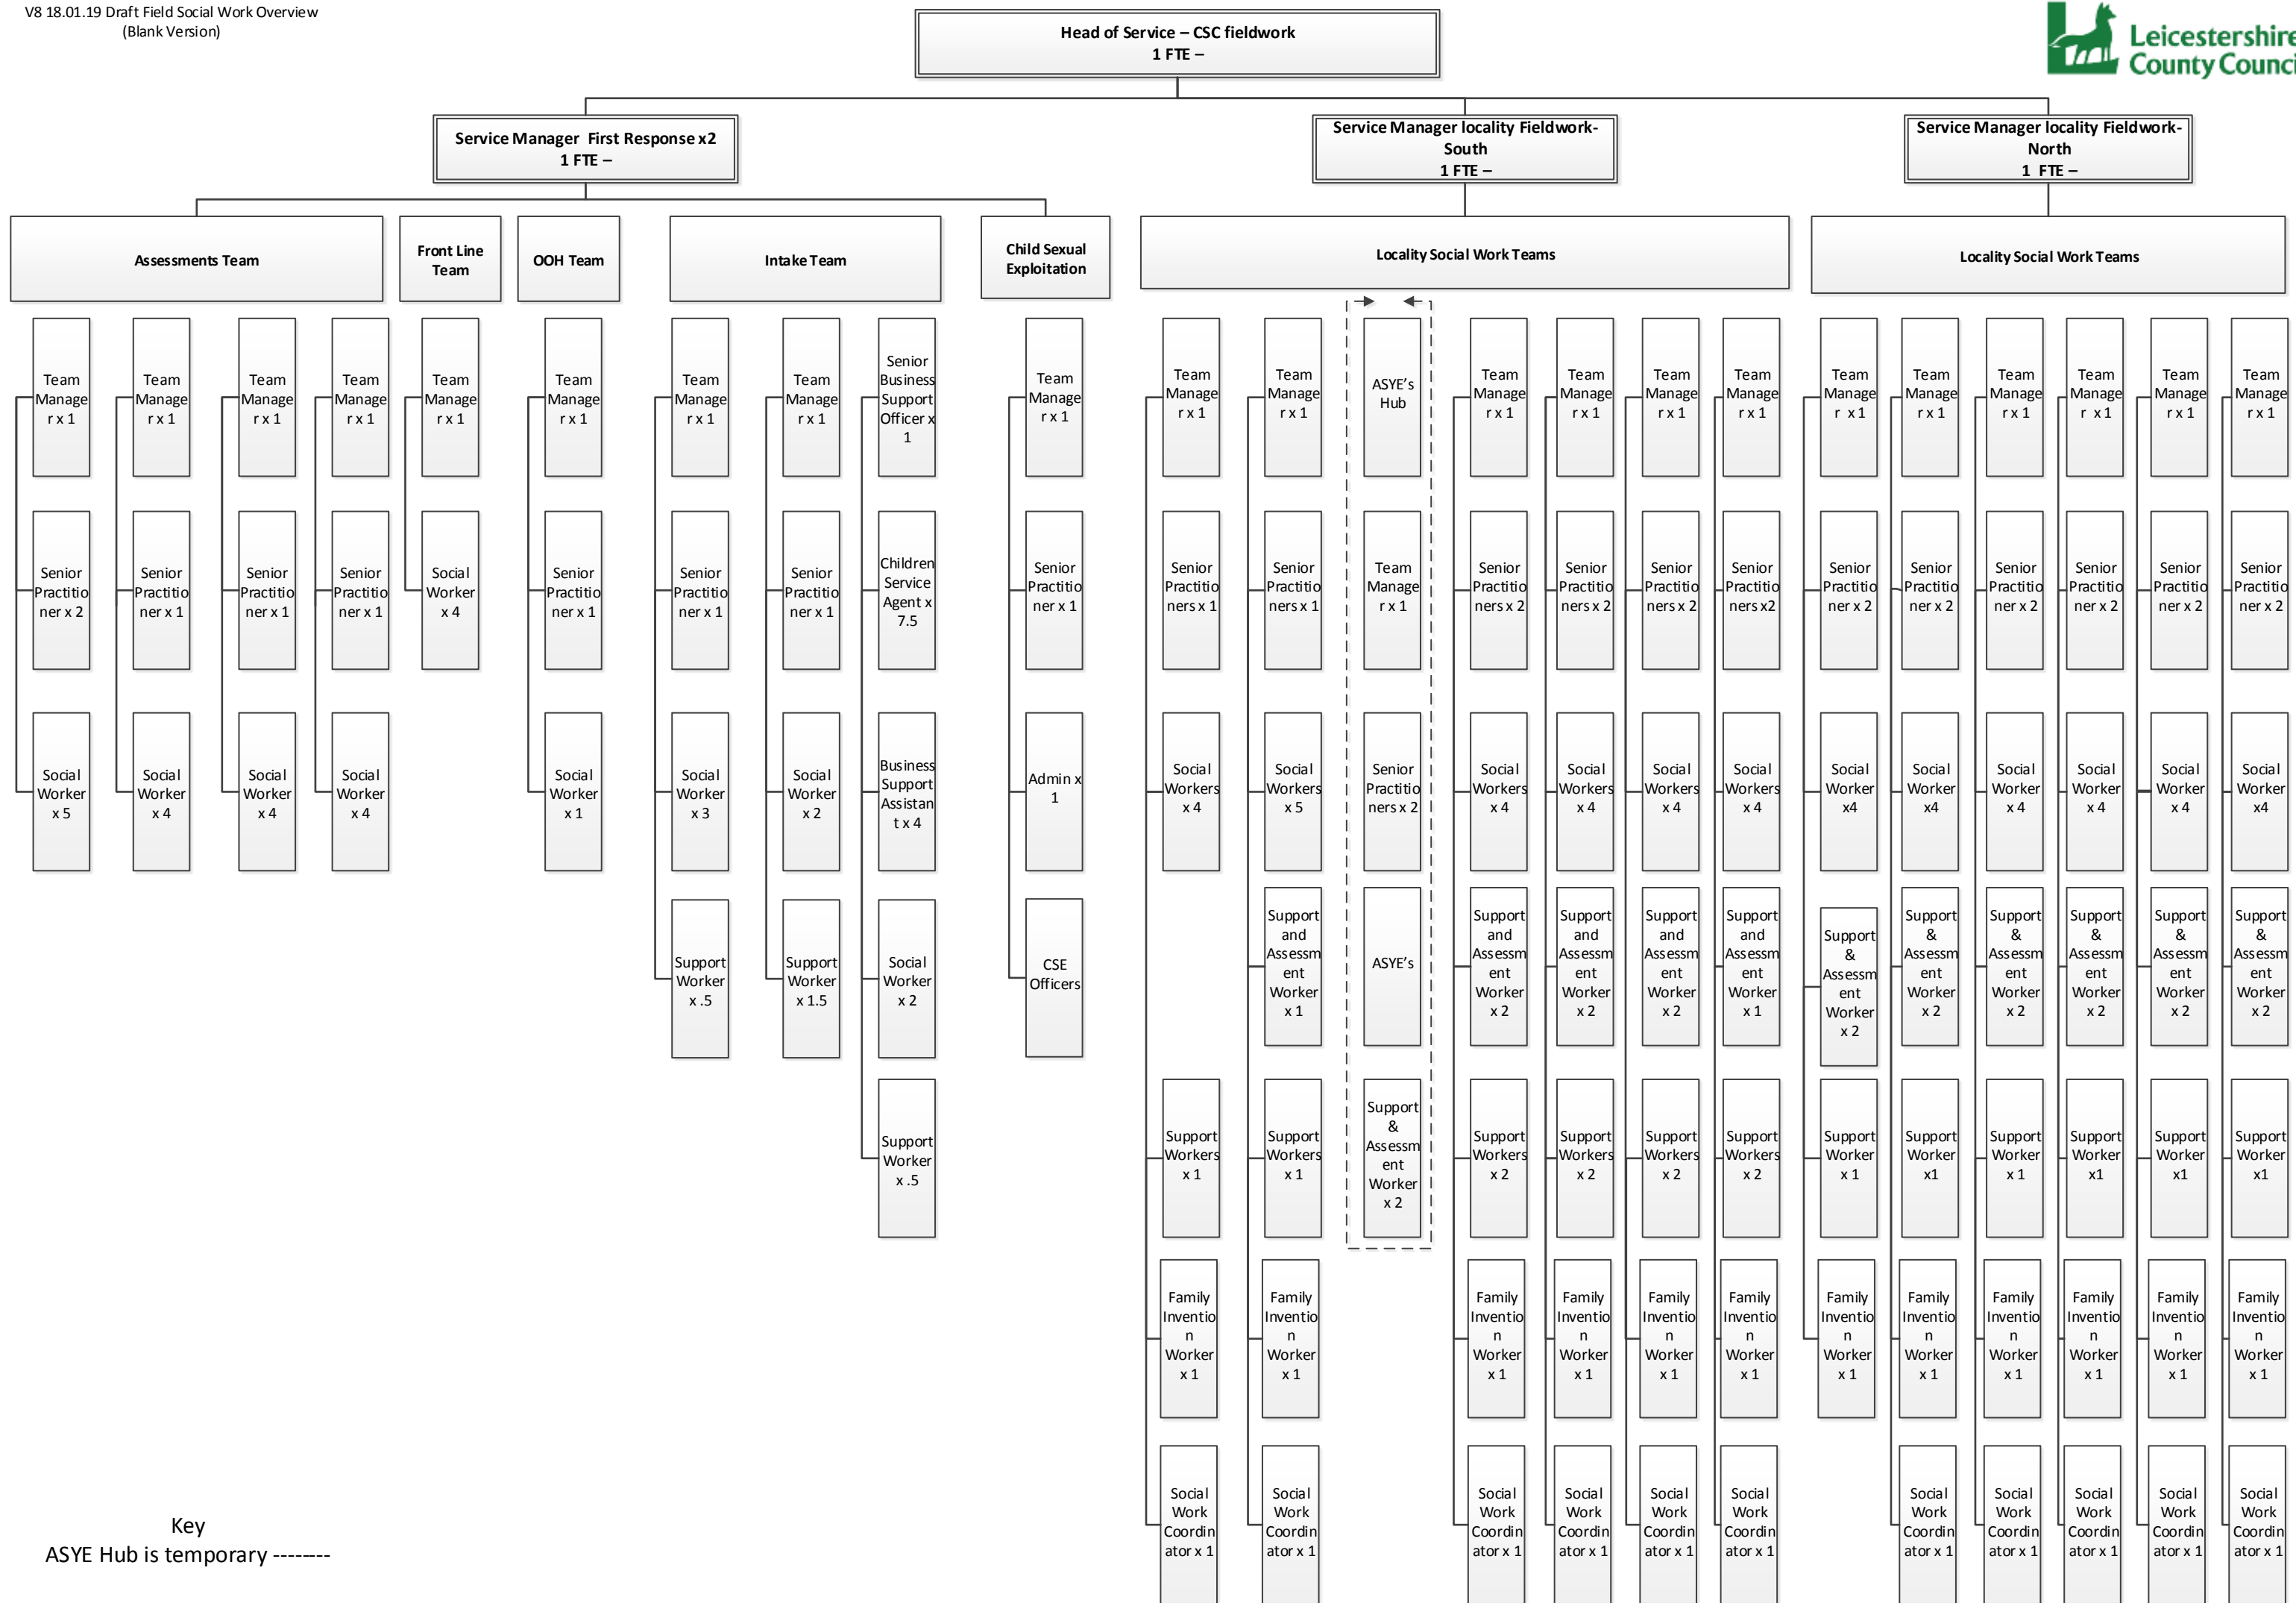 V8 18.01.19 Draft Field Social Work Overview
(Blank Version)
Head of Service – CSC fieldwork
1 FTE –
Leicestershire
County Counci
Service Manager First Response x2
1 FTE –
Service Manager locality Fieldwork-
South
1 FTE –
Service Manager locality Fieldwork-
North
1 FTE –
Assessments Team
Front Line
Team
OOH Team
Intake Team
Child Sexual
Exploitation
Locality Social Work Teams
Locality Social Work Teams
Team
Manage
r x 1
Senior
Practitio
ner x 2
Social
Worker
x 5
Team
Manage
r x 1
Senior
Practitio
ner x 1
Social
Worker
x 4
Team
Manage
r x 1
Senior
Practitio
ner x 1
Social
Worker
x 4
Team
Manage
r x 1
Senior
Practitio
ner x 1
Social
Worker
x 4
Team
Manage
r x 1
Social
Worker
x 4
Team
Manage
r x 1
Senior
Practitio
ner x 1
Social
Worker
x 1
Team
Manage
r x 1
Senior
Practitio
ner x 1
Social
Worker
x 3
Support
Worker
x .5
Team
Manage
r x 1
Senior
Practitio
ner x 1
Social
Worker
x 2
Support
Worker
x 1.5
Senior
Business
Support
Officer x
1
Children
Service
Agent x
7.5
Business
Support
Assistan
t x 4
Social
Worker
x 2
Support
Worker
x .5
Team
Manage
r x 1
Senior
Practitio
ner x 1
Admin x
1
CSE
Officers
Team
Manage
r x 1
Senior
Practitio
ners x 1
Social
Workers
x 4
Support
Workers
x 1
Family
Inventio
n
Worker
x 1
Social
Work
Coordin
ator x 1
Team
Manage
r x 1
Senior
Practitio
ners x 1
Social
Workers
x 5
Support
and
Assessm
ent
Worker
x 1
Support
Workers
x 1
Family
Inventio
n
Worker
x 1
Social
Work
Coordin
ator x 1
ASYE's
Hub
Team
Manage
r x 1
Senior
Practitio
ners x 2
ASYE's
Support
&
Assessm
ent
Worker
x 2
Team
Manage
r x 1
Senior
Practitio
ners x 2
Social
Workers
x 4
Support
and
Assessm
ent
Worker
x 2
Support
Workers
x 2
Family
Inventio
n
Worker
x 1
Social
Work
Coordin
ator x 1
Team
Manage
r x 1
Senior
Practitio
ners x 2
Social
Workers
x 4
Support
and
Assessm
ent
Worker
x 2
Support
Workers
x 2
Family
Inventio
n
Worker
x 1
Social
Work
Coordin
ator x 1
Team
Manage
r x 1
Senior
Practitio
ners x 2
Social
Workers
x 4
Support
and
Assessm
ent
Worker
x 2
Support
Workers
x 2
Family
Inventio
n
Worker
x 1
Social
Work
Coordin
ator x 1
Team
Manage
r x 1
Senior
Practitio
ners x2
Social
Workers
x 4
Support
and
Assessm
ent
Worker
x 1
Support
Workers
x 2
Family
Inventio
n
Worker
x 1
Social
Work
Coordin
ator x 1
Team
Manage
r x 1
Senior
Practitio
ner x 2
Social
Worker
x4
Support
&
Assessm
ent
Worker
x 2
Support
Worker
x 1
Family
Inventio
n
Worker
x 1
Team
Manage
r x 1
Senior
Practitio
ner x 2
Social
Worker
x4
Support
&
Assessm
ent
Worker
x 2
Support
Worker
x1
Family
Inventio
n
Worker
x 1
Social
Work
Coordin
ator x 1
Team
Manage
r x 1
Senior
Practitio
ner x 2
Social
Worker
x 4
Support
&
Assessm
ent
Worker
x 2
Support
Worker
x 1
Family
Inventio
n
Worker
x 1
Social
Work
Coordin
ator x 1
Team
Manage
r x 1
Senior
Practitio
ner x 2
Social
Worker
x 4
Support
&
Assessm
ent
Worker
x 2
Support
Worker
x1
Family
Inventio
n
Worker
x 1
Social
Work
Coordin
ator x 1
Team
Manage
r x 1
Senior
Practitio
ner x 2
Social
Worker
x 4
Support
&
Assessm
ent
Worker
x 2
Support
Worker
x1
Family
Inventio
n
Worker
x 1
Social
Work
Coordin
ator x 1
Team
Manage
r x 1
Senior
Practitio
ner x 2
Social
Worker
x4
Support
&
Assessm
ent
Worker
x 2
Support
Worker
x1
Family
Inventio
n
Worker
x 1
Social
Work
Coordin
ator x 1
Key
ASYE Hub is temporary --------